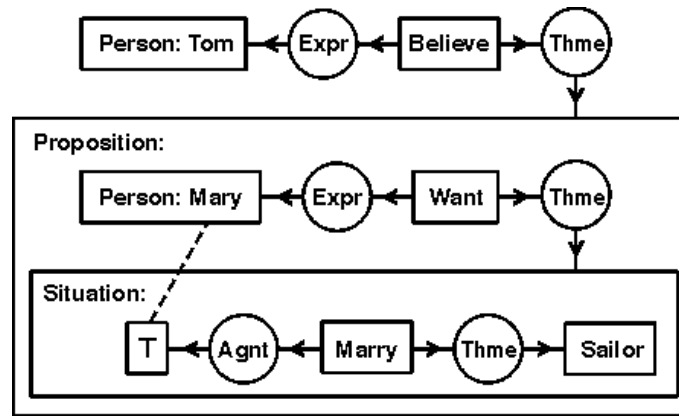 Person: Tom Expr Believe Thme
Proposition:
Person: Mary Expr Want Thme
Situation:
T Agnt Marry Thme Sailor